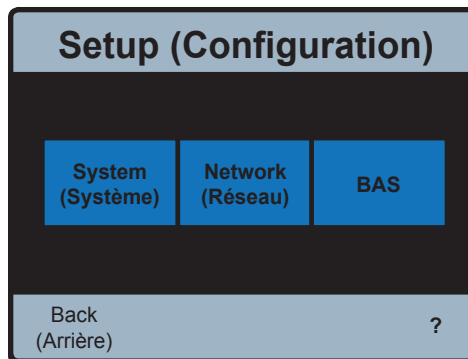 Setup (Configuration)
System
(Système)
Network
(Réseau)
BAS
Back
(Arrière)
?